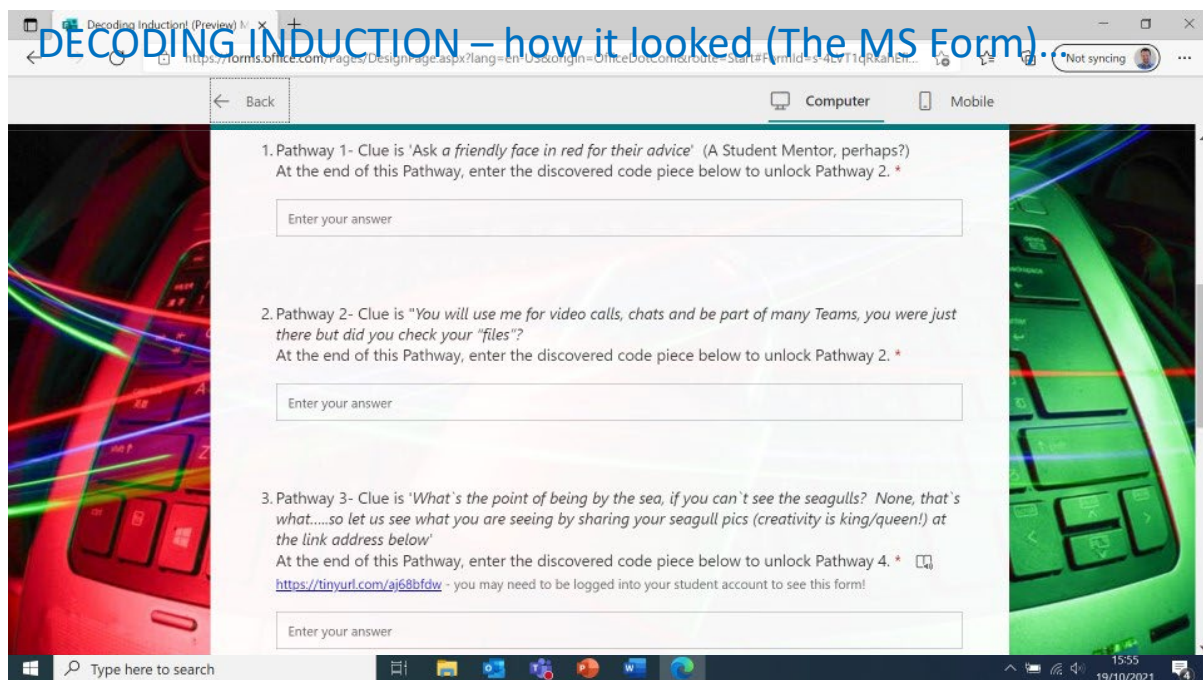 Decoding Induction! (Preview) M
DECODING INDUCTION – how it looked (The MS Form)...
Not syncing
Back
Computer
Mobile
1. Pathway 1- Clue is 'Ask a friendly face in red for their advice' (A Student Mentor, perhaps?)
At the end of this Pathway, enter the discovered code piece below to unlock Pathway 2. *
Enter your answer
2. Pathway 2- Clue is "You will use me for video calls, chats and be part of many Teams, you were just
there but did you check your "files"?
At the end of this Pathway, enter the discovered code piece below to unlock Pathway 2. *
Enter your answer
3. Pathway 3- Clue is 'What`s the point of being by the sea, if you can`t see the seagulls? None, that`s
what.....so let us see what you are seeing by sharing your seagull pics (creativity is king/queen!) at
the link address below'
At the end of this Pathway, enter the discovered code piece below to unlock Pathway 4. *
https://tinyurl.com/aj68bfdw - you may need to be logged into your student account to see this form!
Enter your answer
Type here to search
15:55
19/10/2021